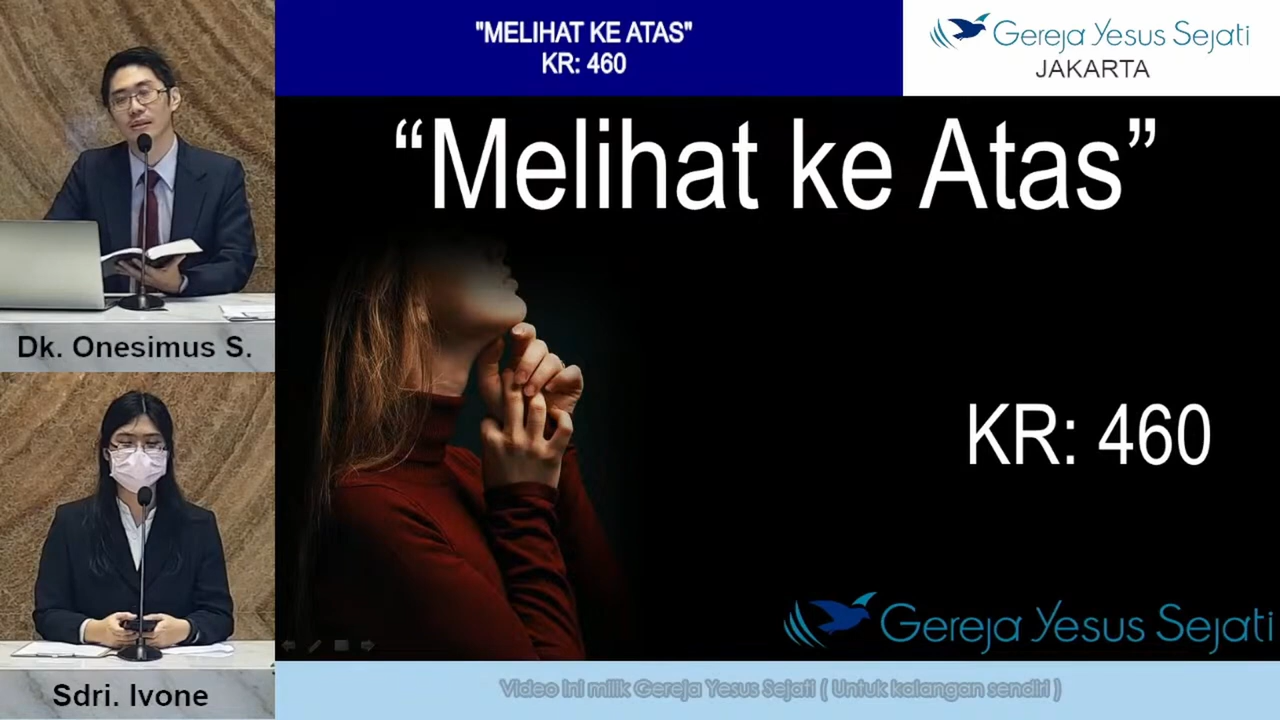 "MELIHAT KE ATAS"
KR: 460
Gereja Yesus Sejati
JAKARTA
“Melihat ke Atas”
KR: 460
Gereja Yesus Sejati
Dk. Onesimus S.
Sdri. Ivone
Video ini milik Gereja Yesus Sejati ( Untuk kalangan sendiri )